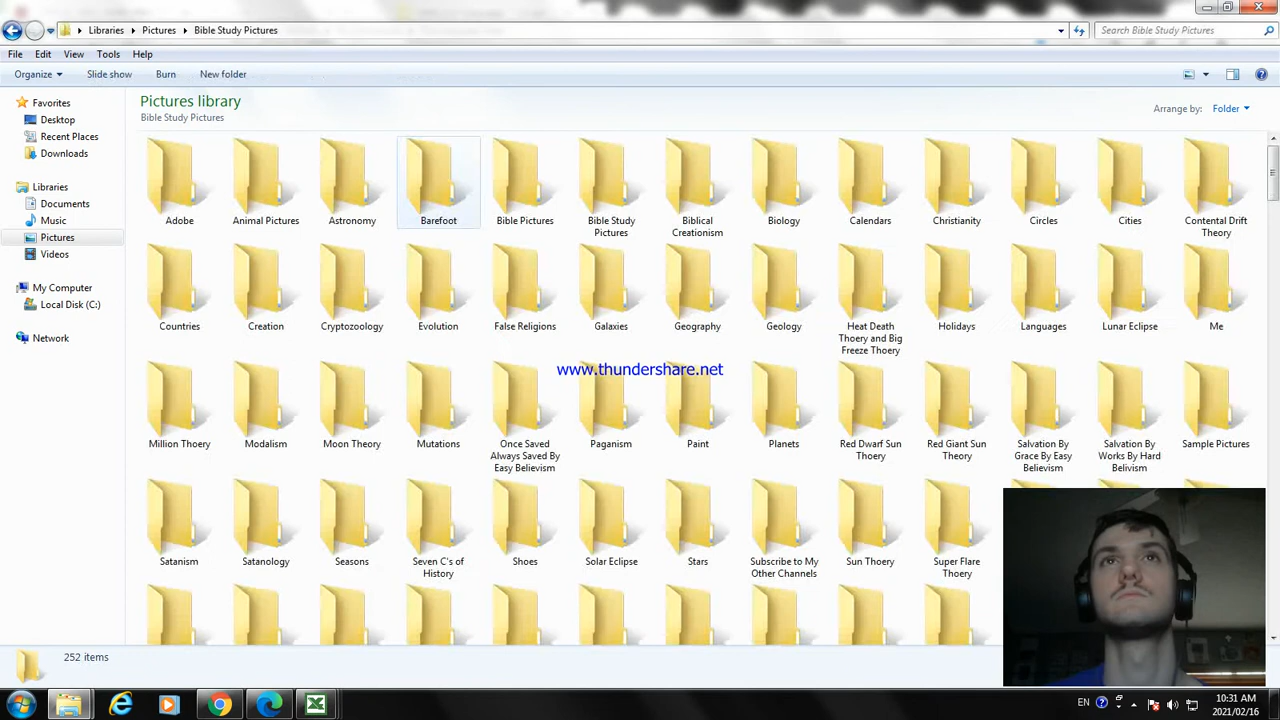 Libraries
Pictures
Bible Study Pictures
Search Bible Study Pictures
File Edit View Tools Help
Organize Slide show Burn New folder
Favorites
Desktop
Recent Places
Downloads
Libraries
Documents
Music
Pictures
Videos
My Computer
Local Disk (C:)
Network
Pictures library
Bible Study Pictures
Arrange by: Folder
Adobe
Animal Pictures
Astronomy
Barefoot
Bible Pictures
Bible Study
Pictures
Biblical
Creationism
Biology
Calendars
Christianity
Circles
Cities
Contental Drift
Theory
Countries
Creation
Cryptozoology
Evolution
False Religions
Galaxies
Geography
Geology
Heat Death
Thoery and Big
Freeze Thoery
Holidays
Languages
Lunar Eclipse
Me
www.thundershare.net
Million Thoery
Modalism
Moon Theory
Mutations
Once Saved
Always Saved By
Easy Believism
Paganism
Paint
Planets
Red Dwarf Sun
Thoery
Red Giant Sun
Theory
Salvation By
Grace By Easy
Believism
Salvation By
Works By Hard
Belivism
Sample Pictures
Satanism
Satanology
Seasons
Seven C's of
History
Shoes
Solar Eclipse
Stars
Subscribe to My
Other Channels
Sun Thoery
Super Flare
Thoery
252 items
EN
10:31 AM
2021/02/16